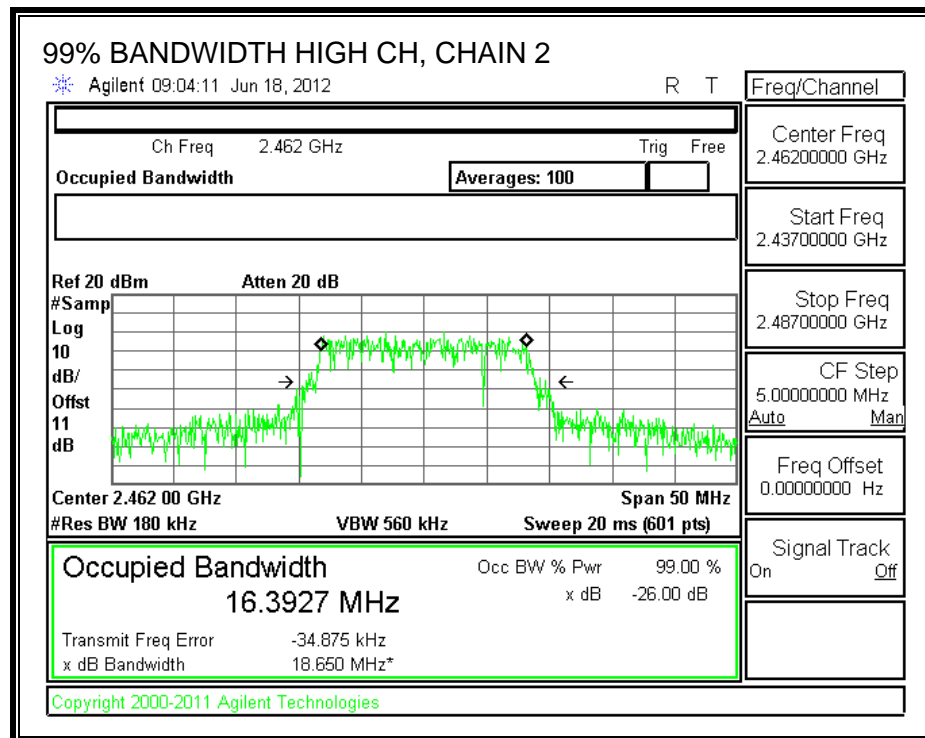 99% BANDWIDTH HIGH CH, CHAIN 2
Agilent 09:04:11 Jun 18, 2012 R T
Ch Freq 2.462 GHz Trig Free
Occupied Bandwidth Averages: 100
Ref 20 dBm Atten 20 dB
#Samp
Log
10
dB/
Offst
11
dB
Center 2.462 00 GHz Span 50 MHz
#Res BW 180 kHz VBW 560 kHz Sweep 20 ms (601 pts)
Occupied Bandwidth Occ BW % Pwr 99.00 %
16.3927 MHz x dB -26.00 dB
Transmit Freq Error -34.875 kHz
x dB Bandwidth 18.650 MHz*
Copyright 2000-2011 Agilent Technologies
Freq/Channel
Center Freq
2.46200000 GHz
Start Freq
2.43700000 GHz
Stop Freq
2.48700000 GHz
CF Step
5.00000000 MHz
Auto Man
Freq Offset
0.00000000 Hz
Signal Track
On Off